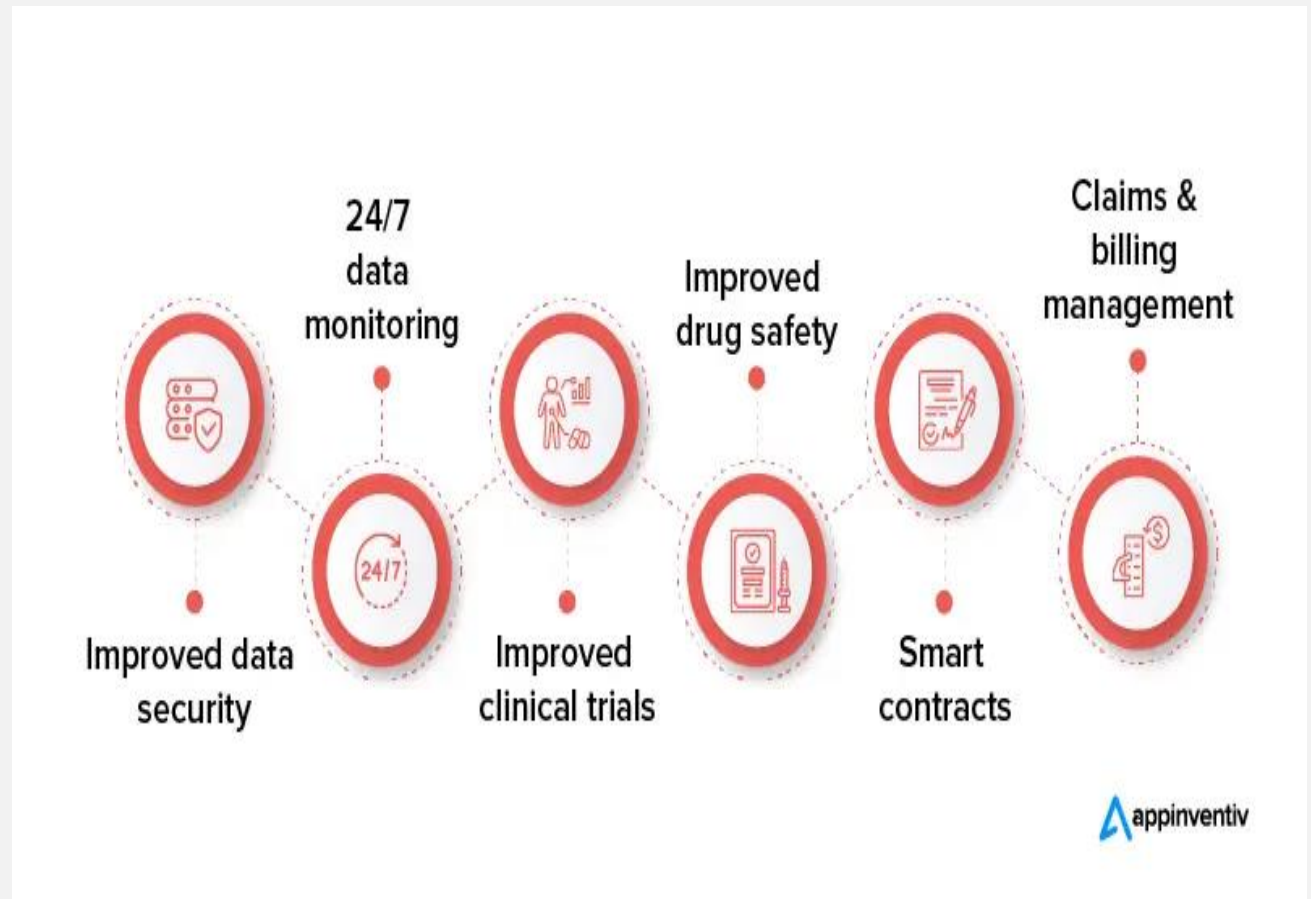 Improved data
security
24/7
data
monitoring
24/7
Improved
clinical trials
Improved
drug safety
Smart
contracts
Claims &
billing
management
appinventiv